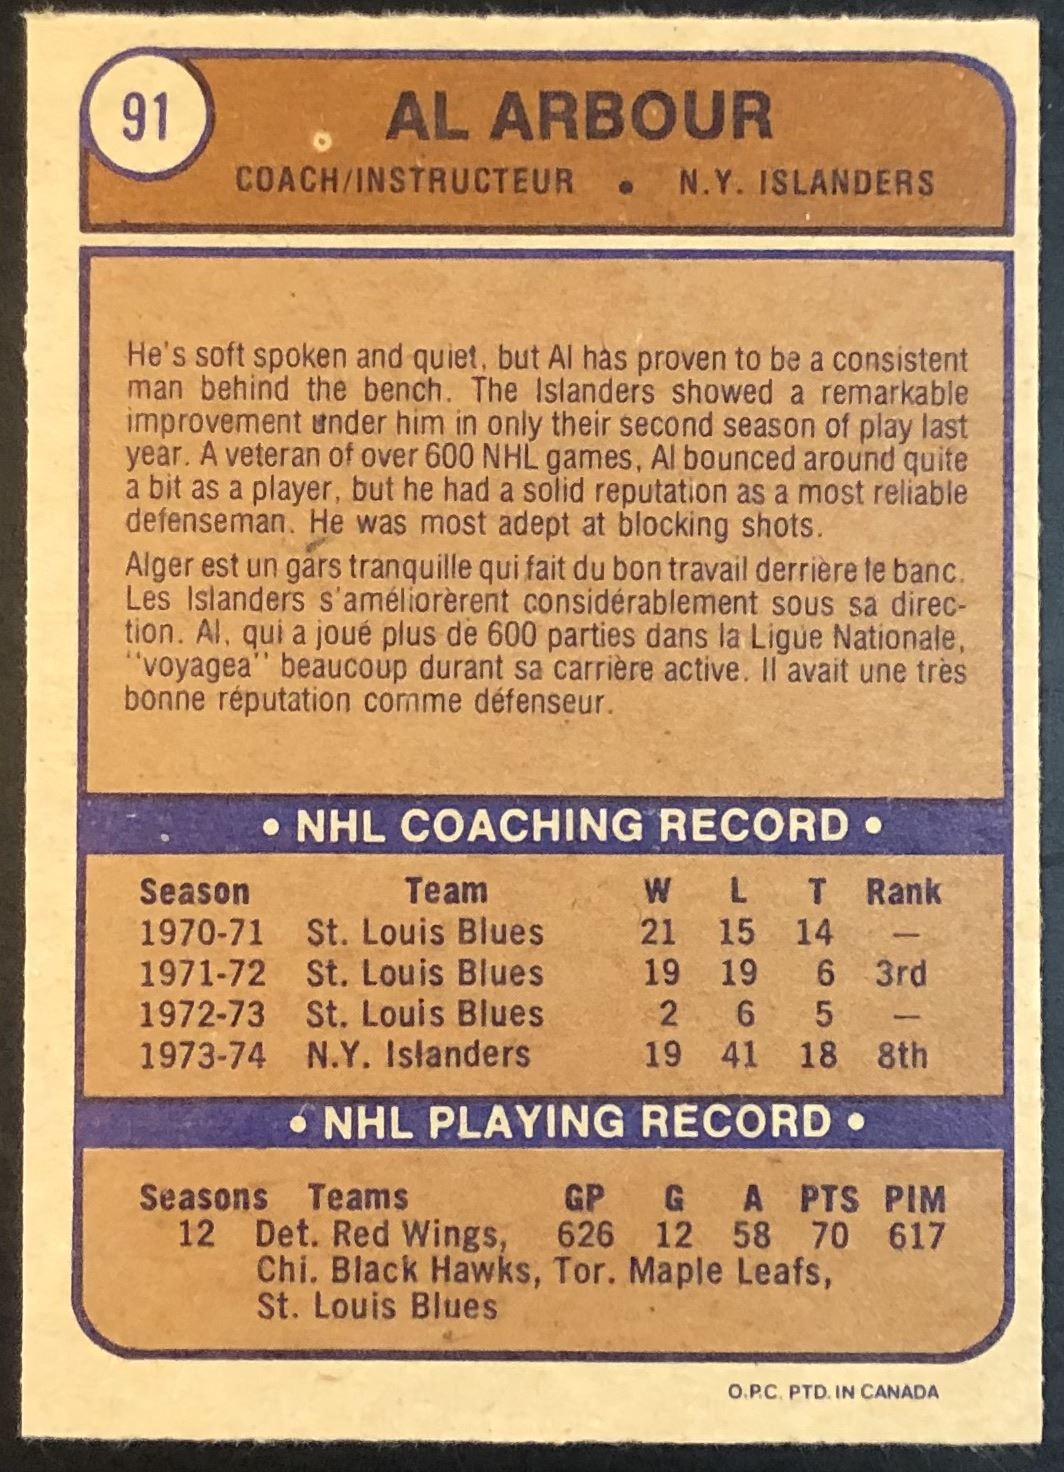 91
AL ARBOUR
COACH/INSTRUCTEUR • N.Y. ISLANDERS
He's soft spoken and quiet, but Al has proven to be a consistent
man behind the bench. The Islanders showed a remarkable
improvement under him in only their second season of play last
year. A veteran of over 600 NHL games, Al bounced around quite
a bit as a player, but he had a solid reputation as a most reliable
defenseman. He was most adept at blocking shots.
Alger est un gars tranquille qui fait du bon travail derrière le banc.
Les Islanders s'améliorèrent considérablement sous sa direc-
tion. Al, qui a joué plus de 600 parties dans la Ligue Nationale,
"voyagea" beaucoup durant sa carrière active. Il avait une très
bonne réputation comme défenseur.
• NHL COACHING RECORD •
Season Team W L T Rank
1970-71 St. Louis Blues 21 15 14 —
1971-72 St. Louis Blues 19 19 6 3rd
1972-73 St. Louis Blues 2 6 5 —
1973-74 N.Y. Islanders 19 41 18 8th
• NHL PLAYING RECORD •
Seasons Teams GP G A PTS PIM
12 Det. Red Wings, 626 12 58 70 617
Chi. Black Hawks, Tor. Maple Leafs,
St. Louis Blues
O.P.C. PTD. IN CANADA